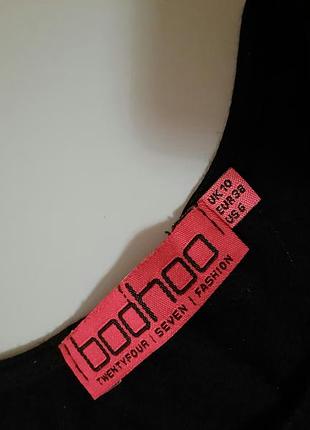 UK 10
EUR 38
US 6
boohoo
TWENTYFOUR | SEVEN | FASHION